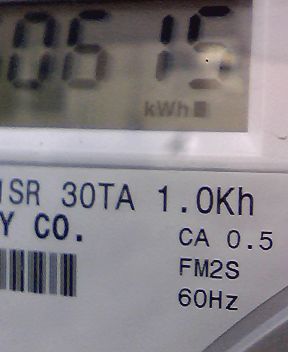 0615
kWh
SR 30TA 1.0Kh
Y CO.
CA 0.5
FM2S
60Hz